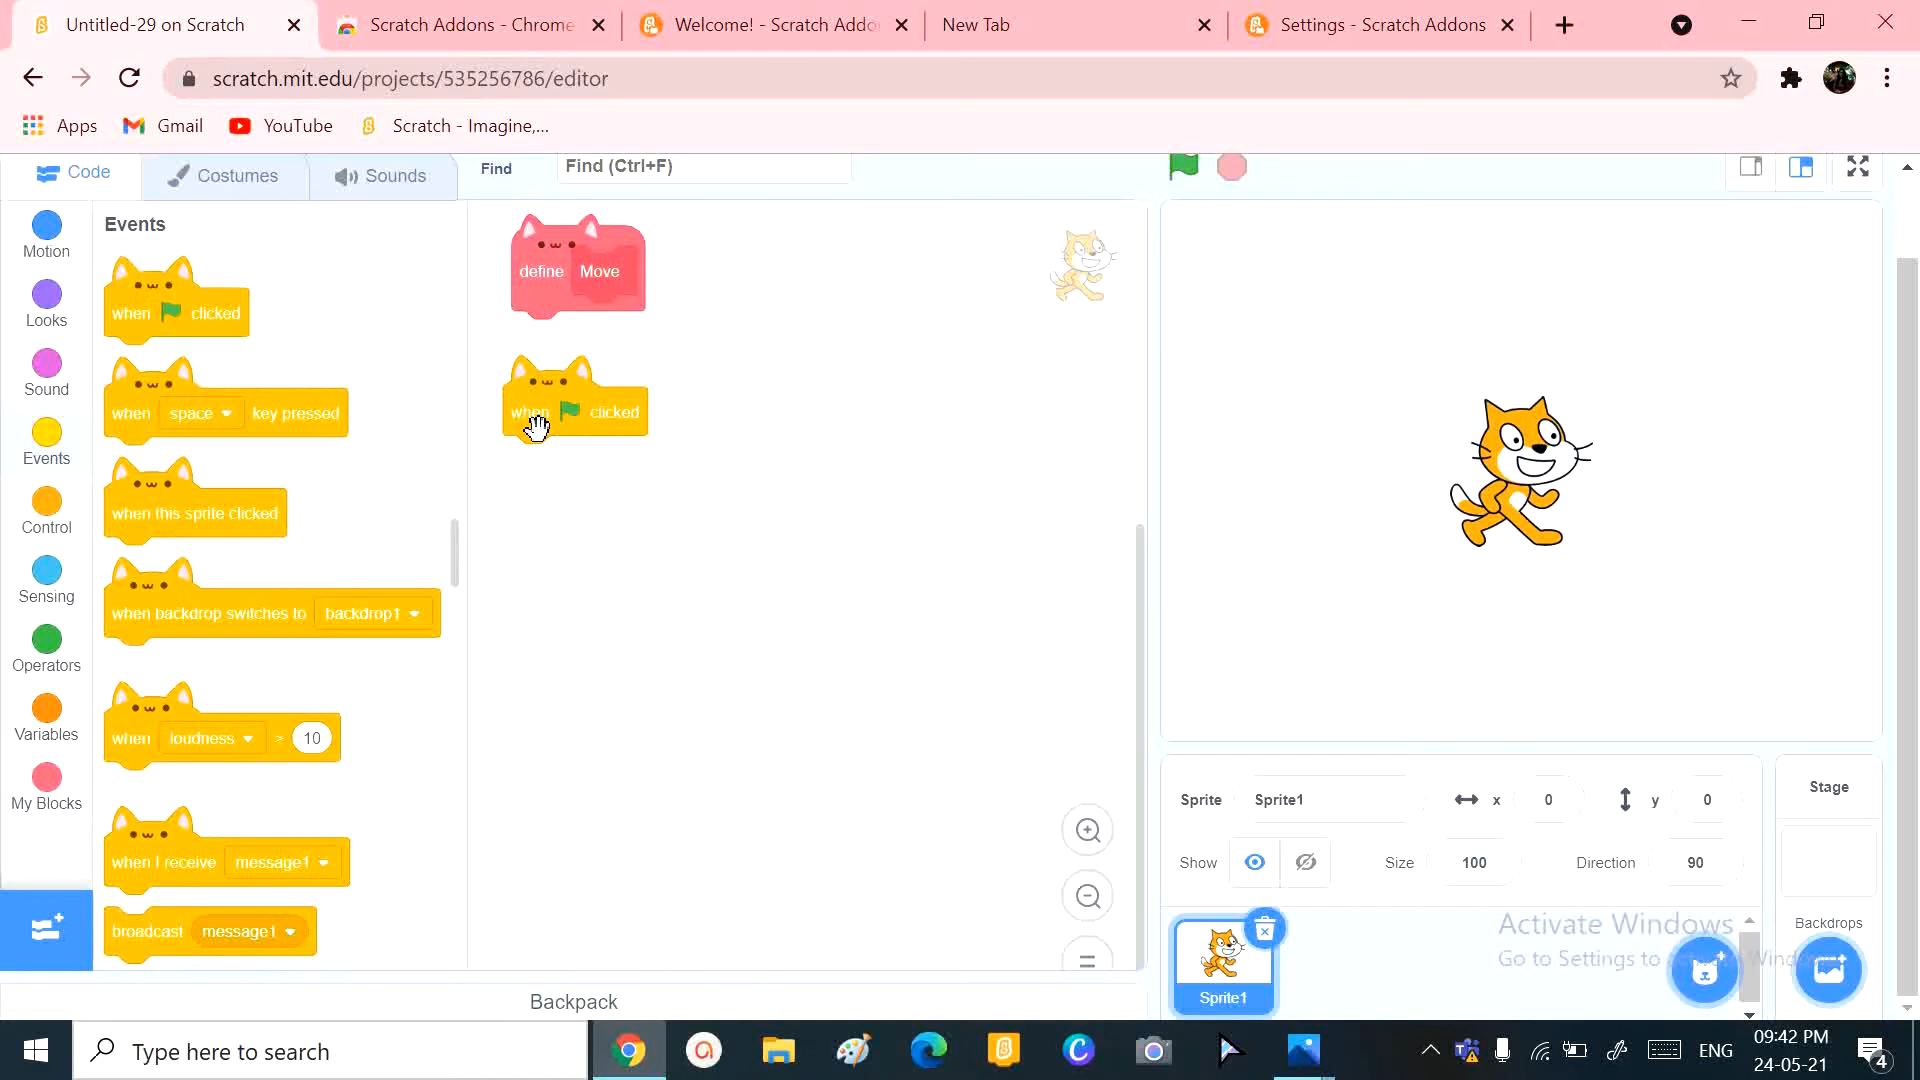 Untitled-29 on Scratch
Scratch Addons - Chrome
Welcome! - Scratch Addo
New Tab
Settings - Scratch Addons
scratch.mit.edu/projects/535256786/editor
Apps
Gmail
YouTube
Scratch - Imagine,...
Code
Costumes
Sounds
Find
Find (Ctrl+F)
Motion
Looks
Sound
Events
Control
Sensing
Operators
Variables
My Blocks
Events
when clicked
when space key pressed
when this sprite clicked
when backdrop switches to backdrop1
when loudness > 10
when I receive message1
broadcast message1
define Move
when clicked
Backpack
Sprite
Sprite1
x 0
y 0
Show
Size 100
Direction 90
Stage
Backdrops
Sprite1
Activate Windows
Go to Settings to
Type here to search
ENG
09:42 PM
24-05-21
4